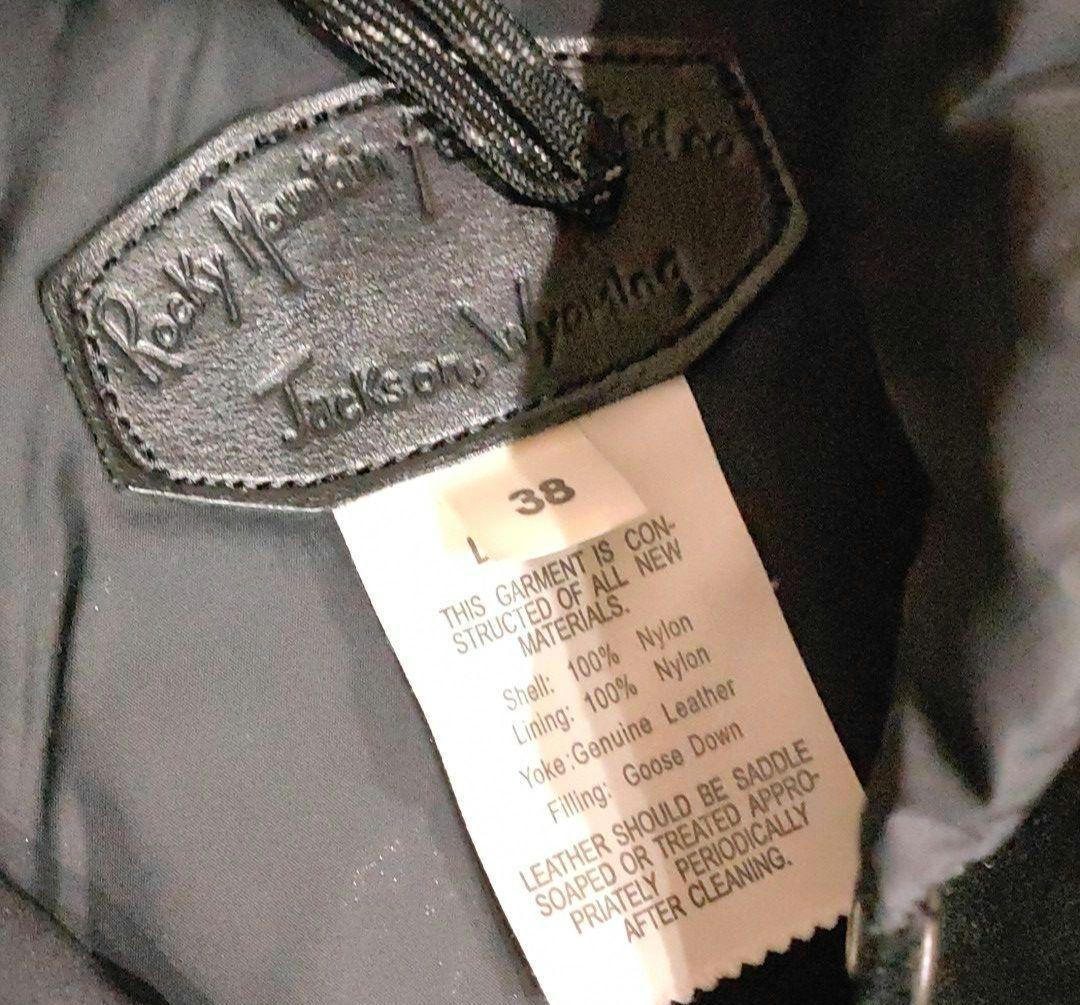 Rocky Mountain
Jackson, Wyoming
38
L
THIS GARMENT IS CON-
STRUCTED OF ALL NEW
MATERIALS.
Shell: 100% Nylon
Lining: 100% Nylon
Yoke:Genuine Leather
Filling: Goose Down
LEATHER SHOULD BE SADDLE
SOAPED OR TREATED APPRO-
PRIATELY PERIODICALLY
AFTER CLEANING.